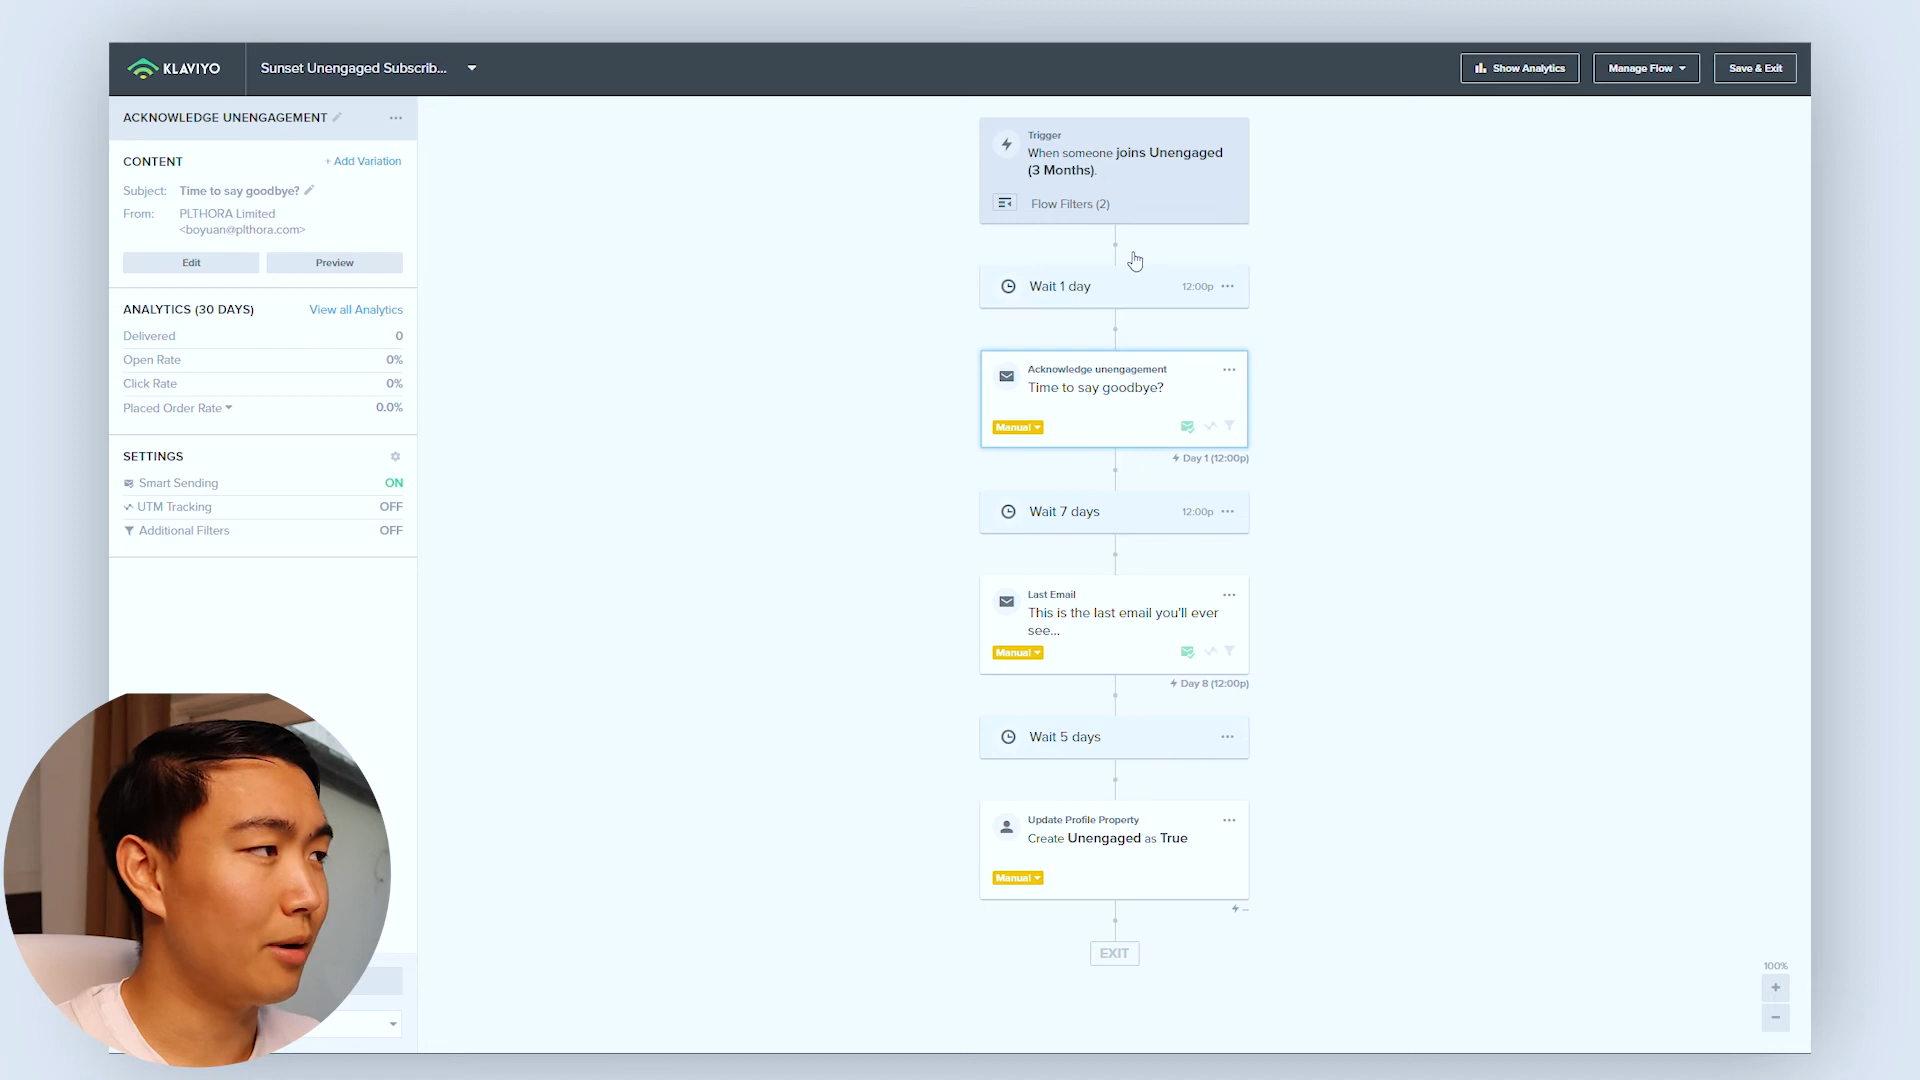 KLAVIYO
Sunset Unengaged Subscrib...
Show Analytics
Manage Flow
Save & Exit
ACKNOWLEDGE UNENGAGEMENT
CONTENT
+ Add Variation
Subject: Time to say goodbye?
From: PLTHORA Limited
<boyuan@plthora.com>
Edit
Preview
ANALYTICS (30 DAYS)
View all Analytics
Delivered 0
Open Rate 0%
Click Rate 0%
Placed Order Rate 0.0%
SETTINGS
Smart Sending ON
UTM Tracking OFF
Additional Filters OFF
Trigger
When someone joins Unengaged
(3 Months).
Flow Filters (2)
Wait 1 day 12:00p
Acknowledge unengagement
Time to say goodbye?
Manual
Day 1 (12:00p)
Wait 7 days 12:00p
Last Email
This is the last email you'll ever
see...
Manual
Day 8 (12:00p)
Wait 5 days
Update Profile Property
Create Unengaged as True
Manual
EXIT
100%